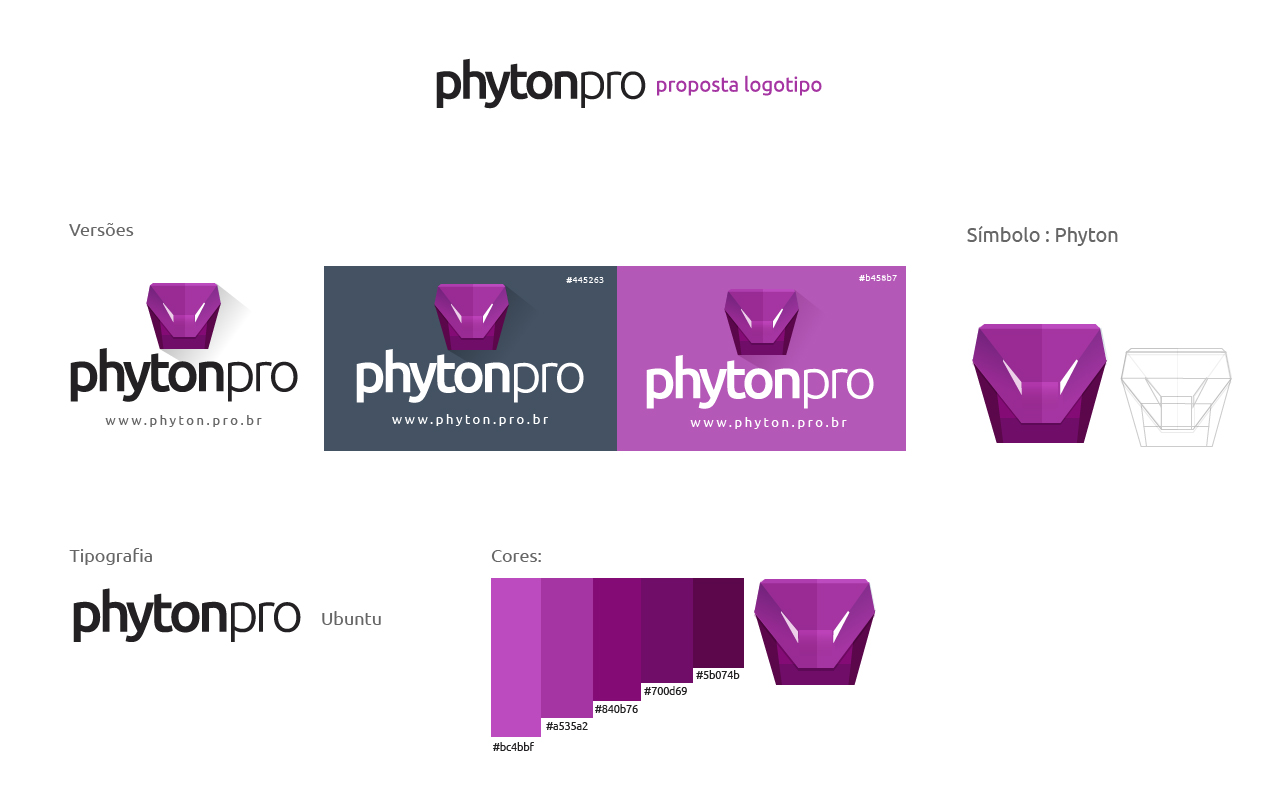 phytonpro proposta logotipo
Versões
Símbolo : Phyton
phytonpro
www.phyton.pro.br
#445263
phytonpro
www.phyton.pro.br
#b458b7
phytonpro
www.phyton.pro.br
Tipografia
phytonpro Ubuntu
Cores:
#bc4bbf
#a535a2
#840b76
#700d69
#5b074b